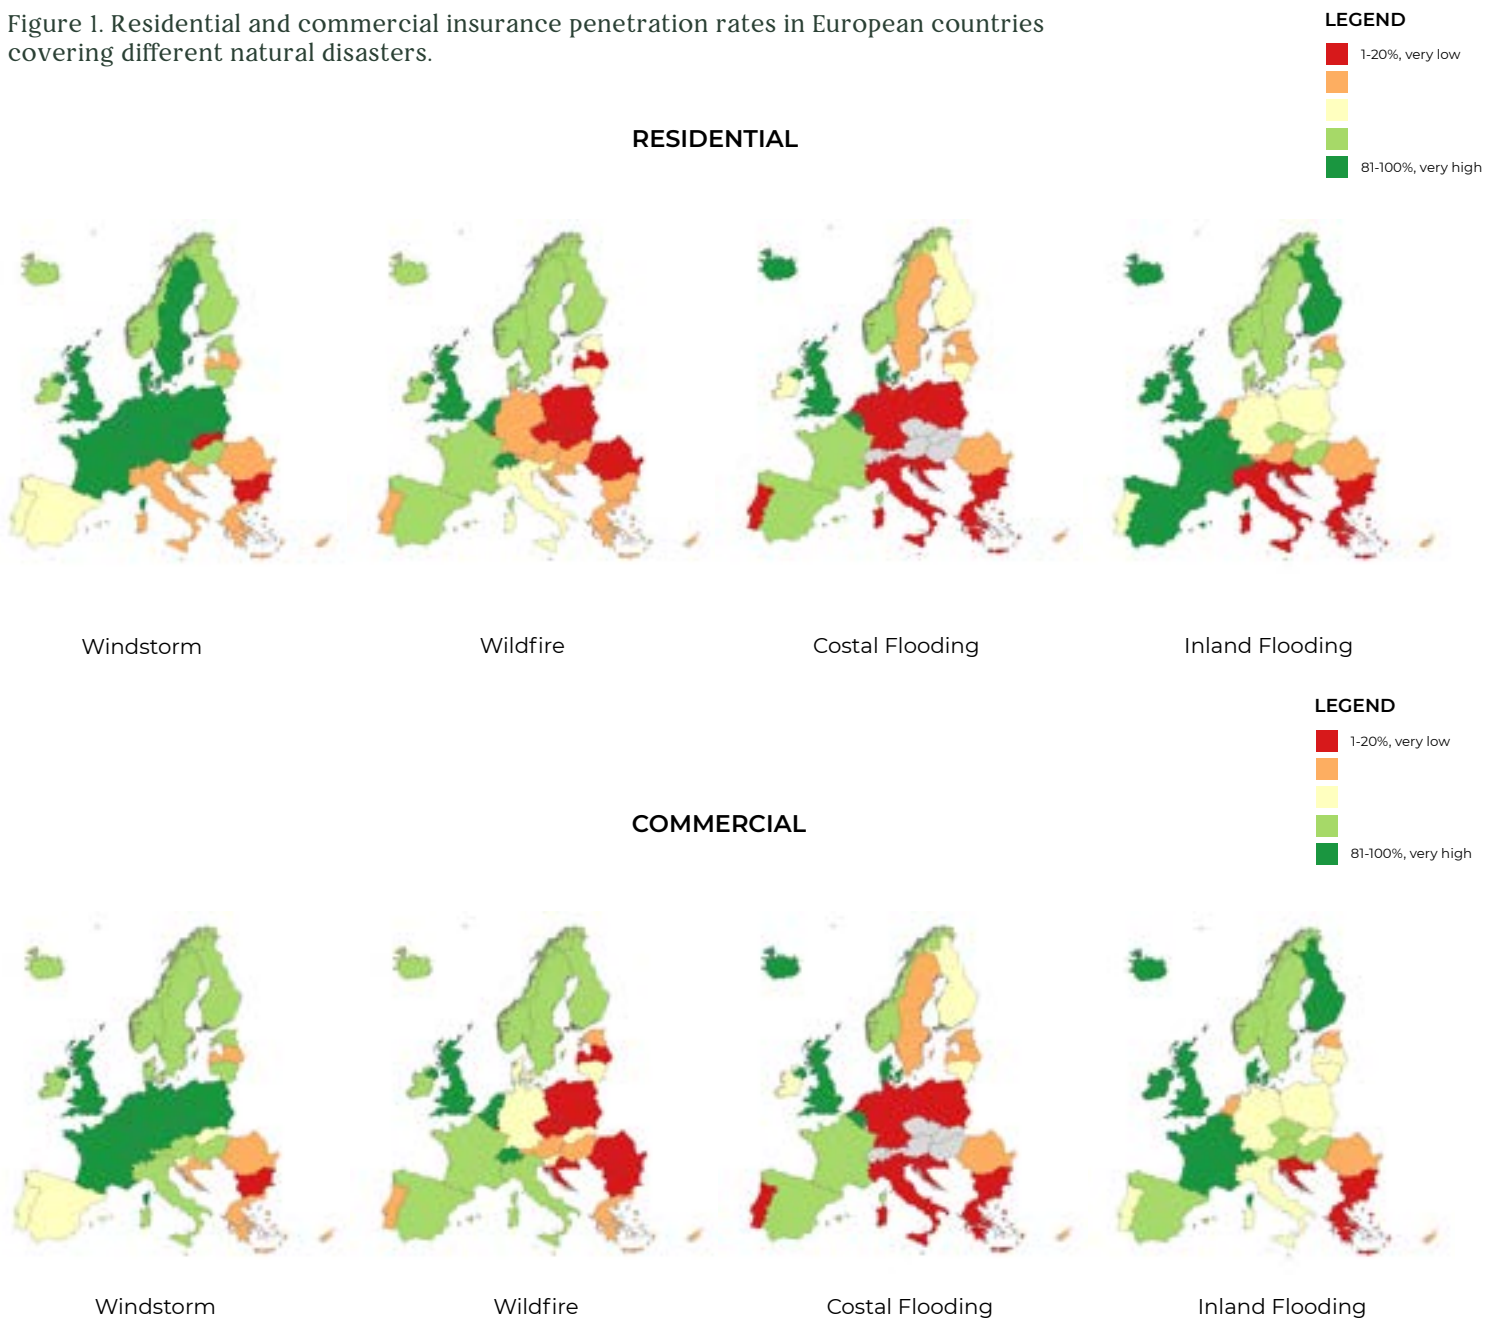 Figure 1. Residential and commercial insurance penetration rates in European countries
covering different natural disasters.
LEGEND
1-20%, very low
81-100%, very high
RESIDENTIAL
Windstorm
Wildfire
Costal Flooding
Inland Flooding
LEGEND
1-20%, very low
81-100%, very high
COMMERCIAL
Windstorm
Wildfire
Costal Flooding
Inland Flooding